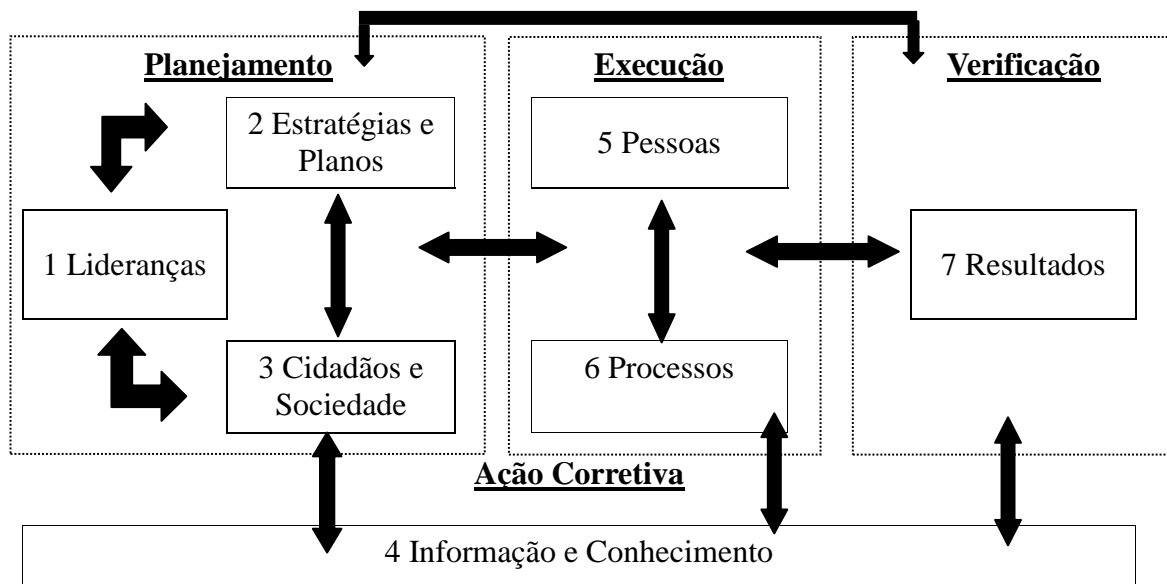 Planejamento
Execução
Verificação
2 Estratégias e
Planos
5 Pessoas
1 Lideranças
7 Resultados
3 Cidadãos e
Sociedade
6 Processos
Ação Corretiva
4 Informação e Conhecimento